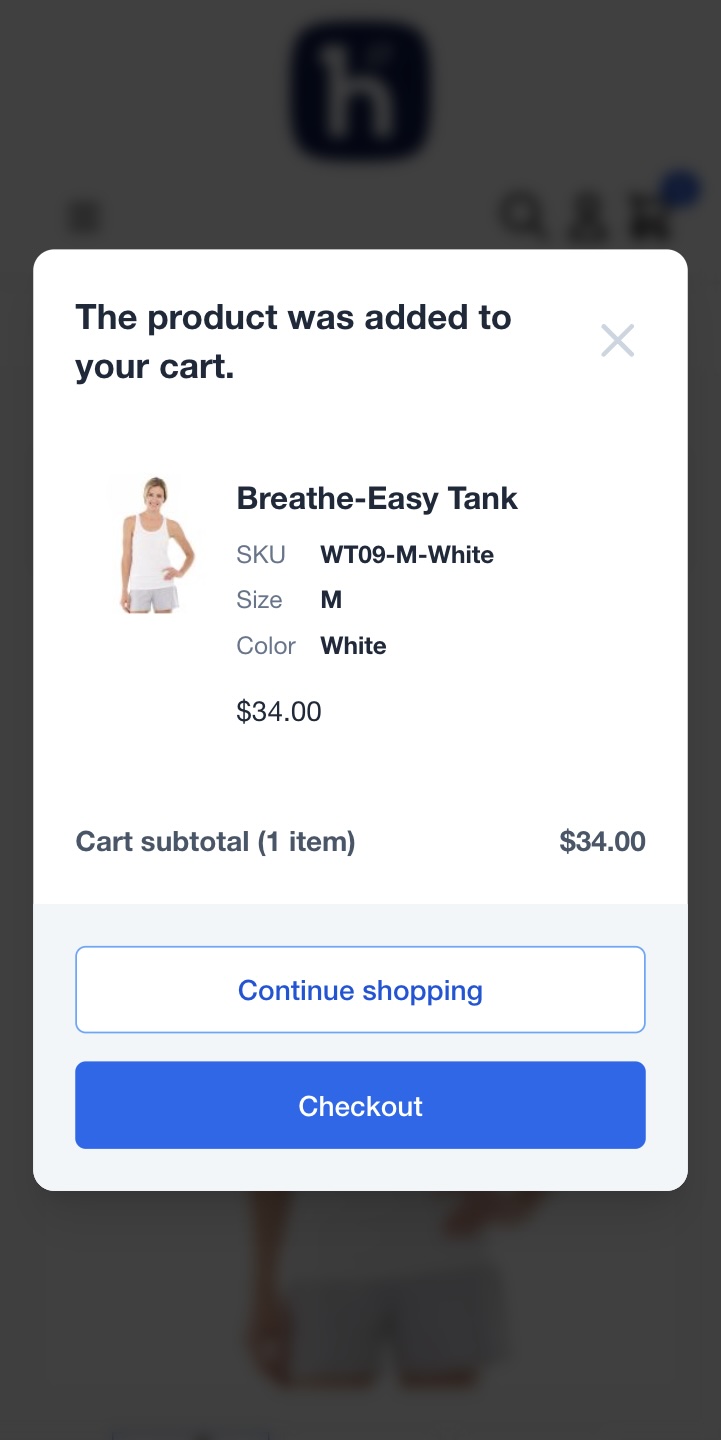 h
The product was added to
your cart.
Breathe-Easy Tank
SKU WT09-M-White
Size M
Color White
$34.00
Cart subtotal (1 item) $34.00
Continue shopping
Checkout